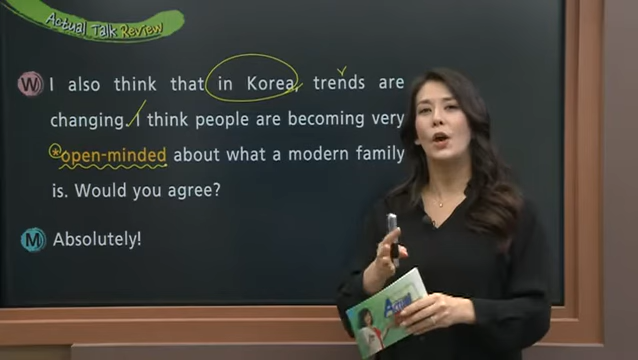 Actual Talk Review
W I also think that in Korea, trends are
changing. I think people are becoming very
*open-minded about what a modern family
is. Would you agree?
M Absolutely!